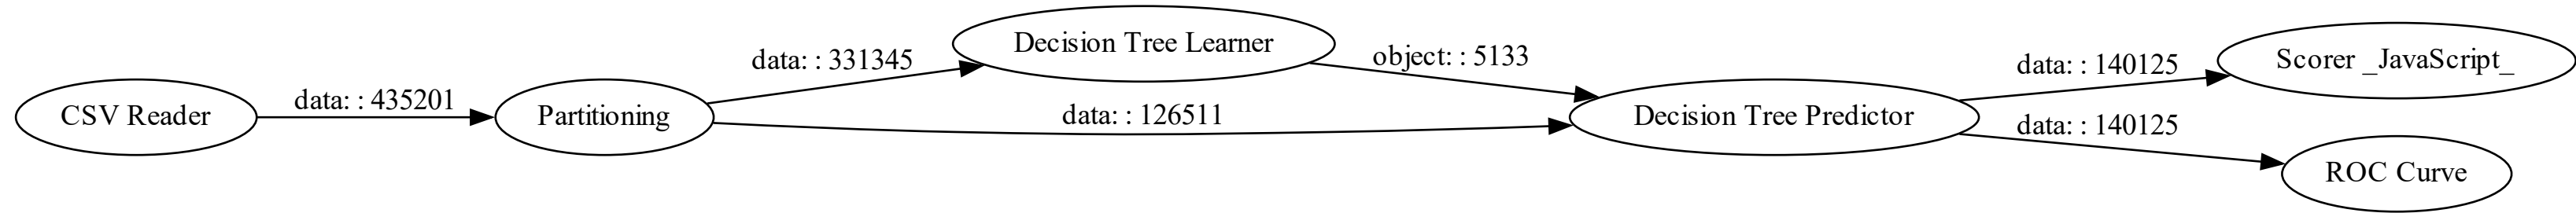 CSV Reader
data: : 435201
Partitioning
data: : 331345
data: : 126511
Decision Tree Learner
object: : 5133
Decision Tree Predictor
data: : 140125
data: : 140125
Scorer _JavaScript_
ROC Curve